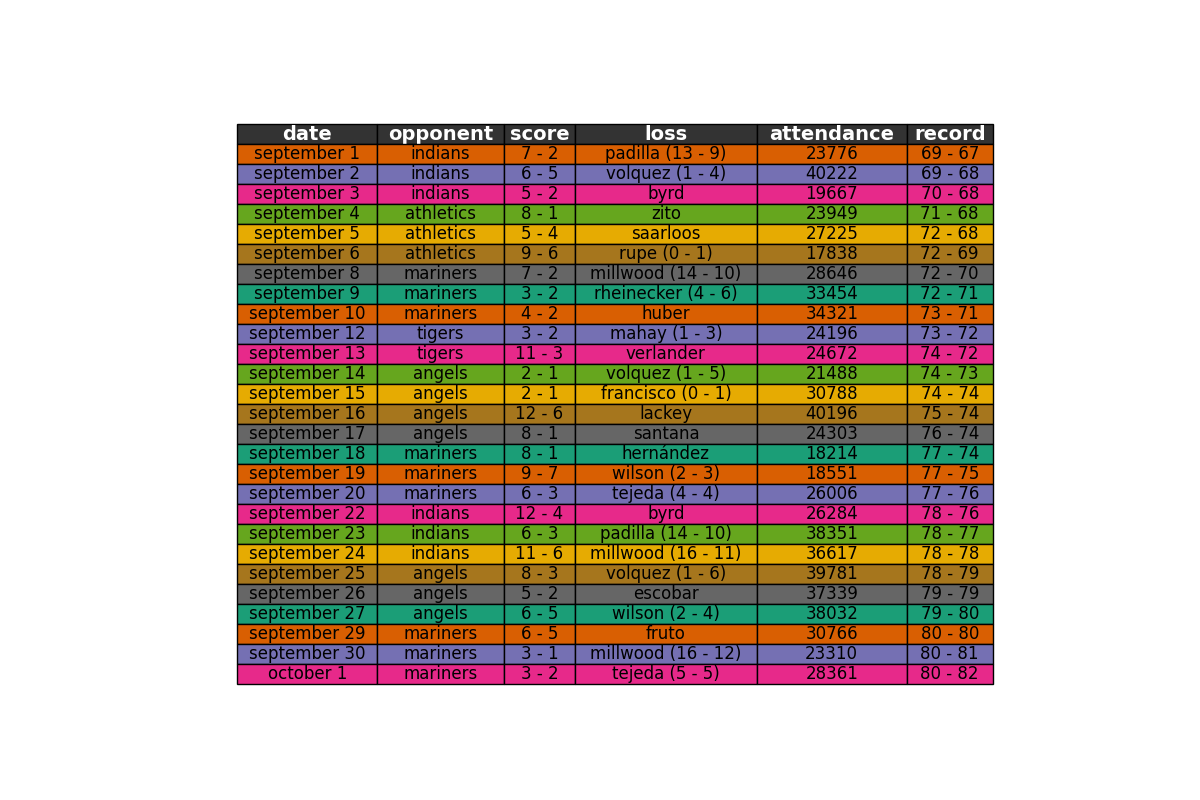 date opponent score loss attendance record
september 1 indians 7 - 2 padilla (13 - 9) 23776 69 - 67
september 2 indians 6 - 5 volquez (1 - 4) 40222 69 - 68
september 3 indians 5 - 2 byrd 19667 70 - 68
september 4 athletics 8 - 1 zito 23949 71 - 68
september 5 athletics 5 - 4 saarloos 27225 72 - 68
september 6 athletics 9 - 6 rupe (0 - 1) 17838 72 - 69
september 8 mariners 7 - 2 millwood (14 - 10) 28646 72 - 70
september 9 mariners 3 - 2 rheinecker (4 - 6) 33454 72 - 71
september 10 mariners 4 - 2 huber 34321 73 - 71
september 12 tigers 3 - 2 mahay (1 - 3) 24196 73 - 72
september 13 tigers 11 - 3 verlander 24672 74 - 72
september 14 angels 2 - 1 volquez (1 - 5) 21488 74 - 73
september 15 angels 2 - 1 francisco (0 - 1) 30788 74 - 74
september 16 angels 12 - 6 lackey 40196 75 - 74
september 17 angels 8 - 1 santana 24303 76 - 74
september 18 mariners 8 - 1 hernández 18214 77 - 74
september 19 mariners 9 - 7 wilson (2 - 3) 18551 77 - 75
september 20 mariners 6 - 3 tejeda (4 - 4) 26006 77 - 76
september 22 indians 12 - 4 byrd 26284 78 - 76
september 23 indians 6 - 3 padilla (14 - 10) 38351 78 - 77
september 24 indians 11 - 6 millwood (16 - 11) 36617 78 - 78
september 25 angels 8 - 3 volquez (1 - 6) 39781 78 - 79
september 26 angels 5 - 2 escobar 37339 79 - 79
september 27 angels 6 - 5 wilson (2 - 4) 38032 79 - 80
september 29 mariners 6 - 5 fruto 30766 80 - 80
september 30 mariners 3 - 1 millwood (16 - 12) 23310 80 - 81
october 1 mariners 3 - 2 tejeda (5 - 5) 28361 80 - 82